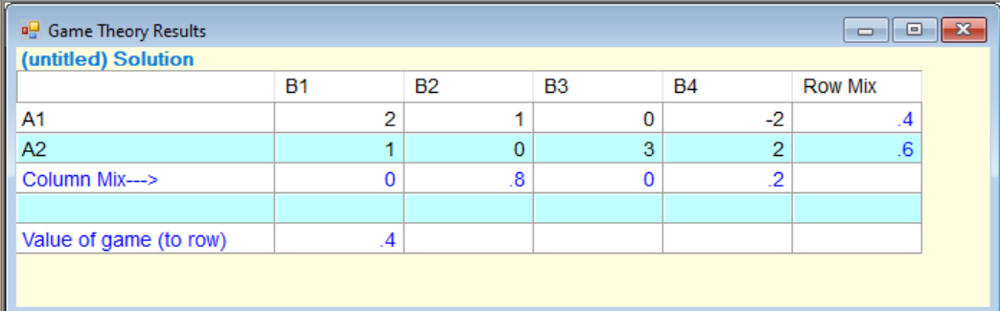 Game Theory Results
(untitled) Solution
B1 B2 B3 B4 Row Mix
A1 2 1 0 -2 .4
A2 1 0 3 2 .6
Column Mix---> 0 .8 0 .2
Value of game (to row) .4